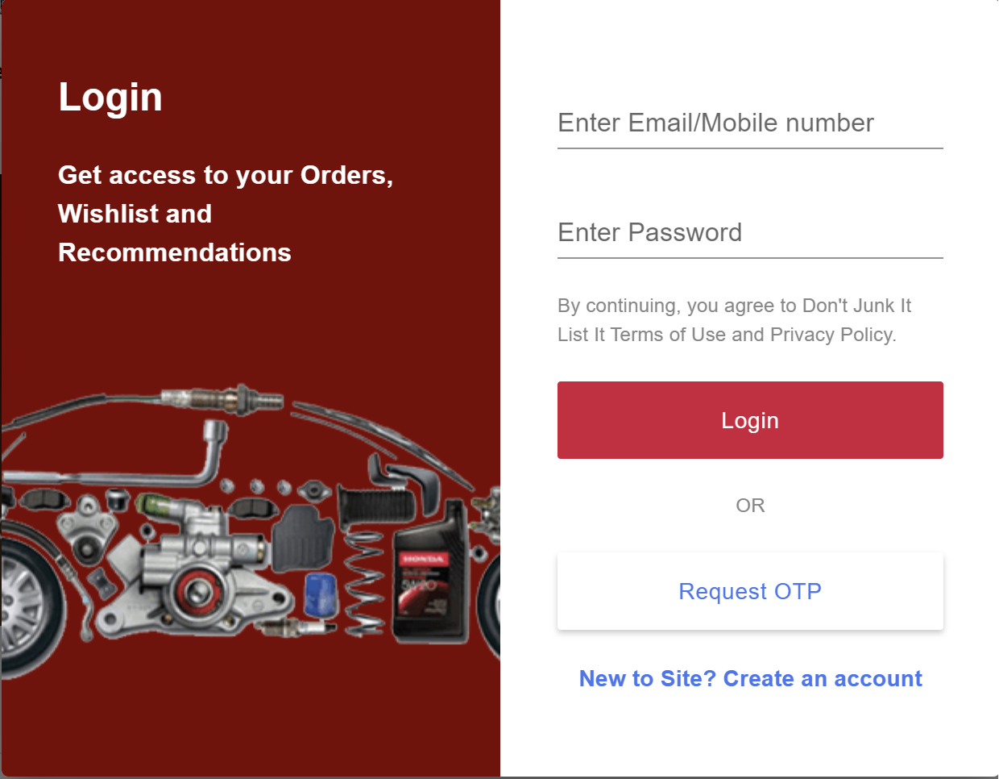 Login
Get access to your Orders,
Wishlist and
Recommendations
HONDA
Enter Email/Mobile number
Enter Password
By continuing, you agree to Don't Junk It
List It Terms of Use and Privacy Policy.
Login
OR
Request OTP
New to Site? Create an account